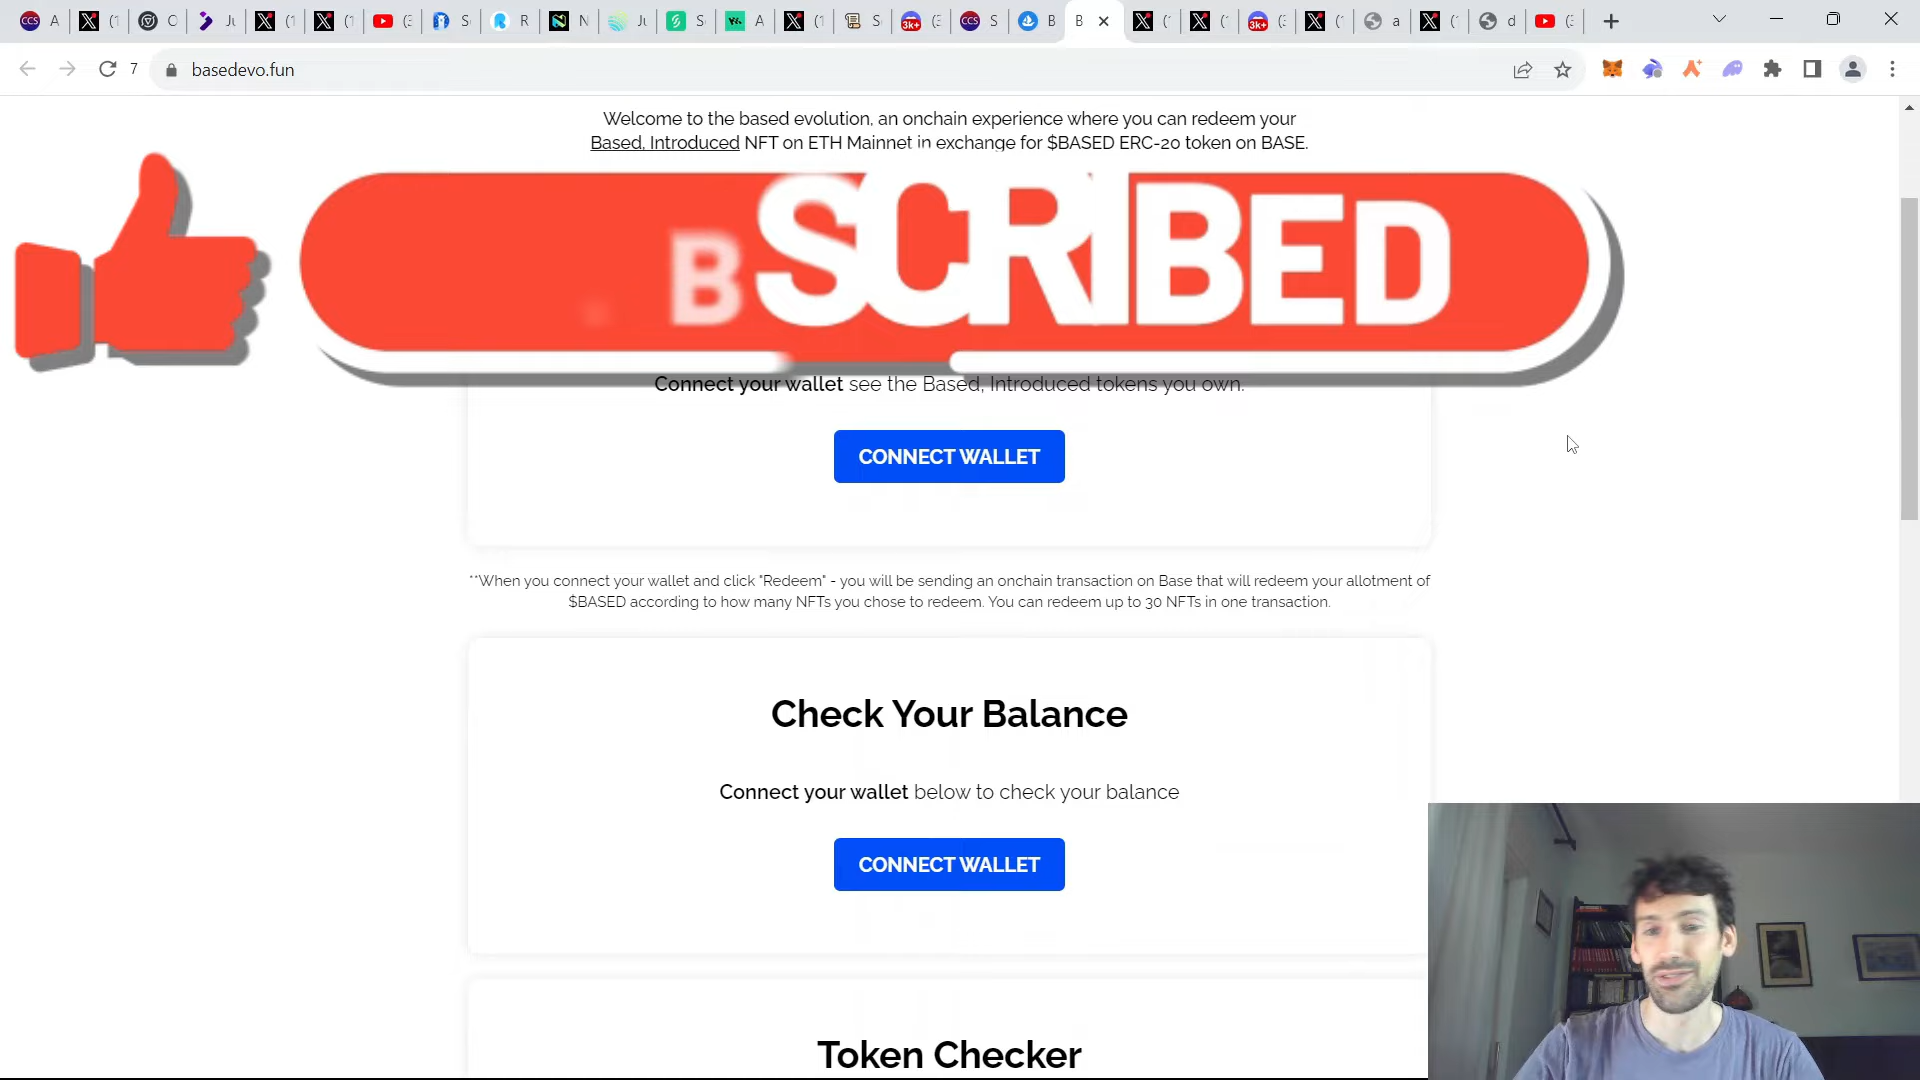 7
basedevo.fun
Welcome to the based evolution, an onchain experience where you can redeem your
Based, Introduced NFT on ETH Mainnet in exchange for $BASED ERC-20 token on BASE.
BSCRIBED
Connect your wallet see the Based, Introduced tokens you own.
CONNECT WALLET
**When you connect your wallet and click "Redeem" - you will be sending an onchain transaction on Base that will redeem your allotment of
$BASED according to how many NFTs you chose to redeem. You can redeem up to 30 NFTs in one transaction.
Check Your Balance
Connect your wallet below to check your balance
CONNECT WALLET
Token Checker